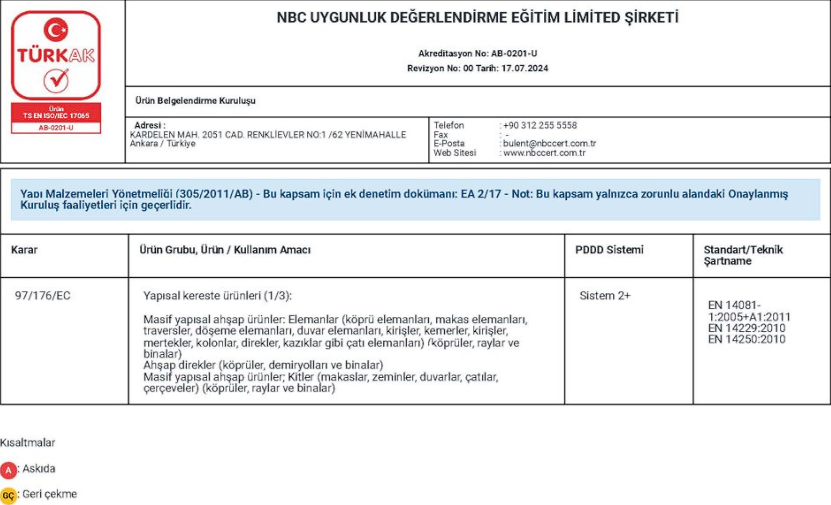 TÜRKAK
Ürün
TS EN ISO/IEC 17065
AB-0201-U
NBC UYGUNLUK DEĞERLENDİRME EĞİTİM LİMİTED ŞİRKETİ
Akreditasyon No: AB-0201-U
Revizyon No: 00 Tarih: 17.07.2024
Ürün Belgelendirme Kuruluşu
Adresi :
KARDELEN MAH. 2051 CAD. RENKLİEVLER NO:1 /62 YENİMAHALLE
Ankara / Türkiye
Telefon : +90 312 255 5558
Fax : -
E-Posta : bulent@nbccert.com.tr
Web Sitesi : www.nbccert.com.tr
Yapı Malzemeleri Yönetmeliği (305/2011/AB) - Bu kapsam için ek denetim dokümanı: EA 2/17 - Not: Bu kapsam yalnızca zorunlu alandaki Onaylanmış
Kuruluş faaliyetleri için geçerlidir.
Karar
Ürün Grubu, Ürün / Kullanım Amacı
PDDD Sistemi
Standart/Teknik
Şartname
97/176/EC
Yapısal kereste ürünleri (1/3):
Masif yapısal ahşap ürünler: Elemanlar (köprü elemanları, makas elemanları,
traversler, döşeme elemanları, duvar elemanları, kirişler, kemerler, kirişler,
mertekler, kolonlar, direkler, kazıklar gibi çatı elemanları) (köprüler, raylar ve
binalar)
Ahşap direkler (köprüler, demiryolları ve binalar)
Masif yapısal ahşap ürünler; Kitler (makaslar, zeminler, duvarlar, çatılar,
çerçeveler) (köprüler, raylar ve binalar)
Sistem 2+
EN 14081-
1:2005+A1:2011
EN 14229:2010
EN 14250:2010
Kısaltmalar
A : Askıda
GÇ : Geri çekme